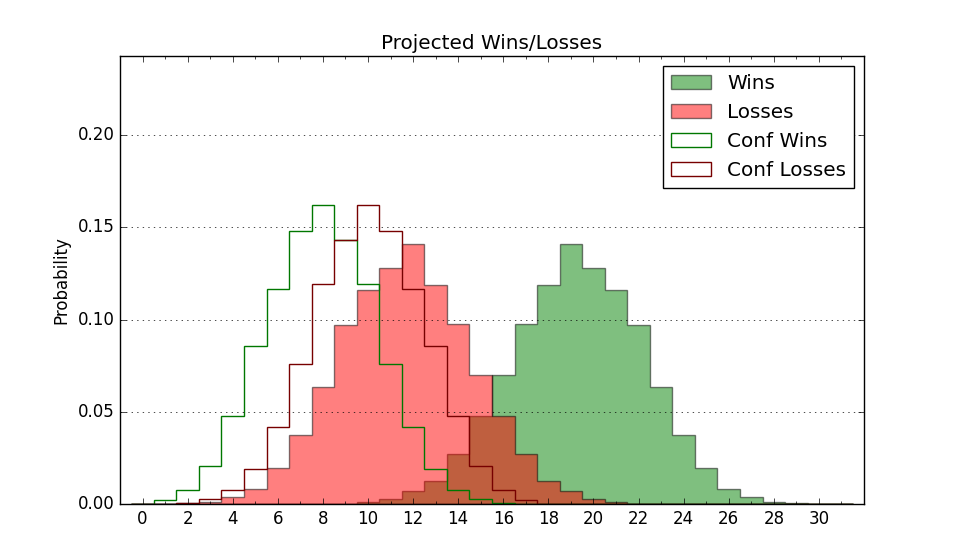 Projected Wins/Losses
Wins
Losses
Conf Wins
Conf Losses
Probability
0.20
0.15
0.10
0.05
0.00
0 2 4 6 8 10 12 14 16 18 20 22 24 26 28 30